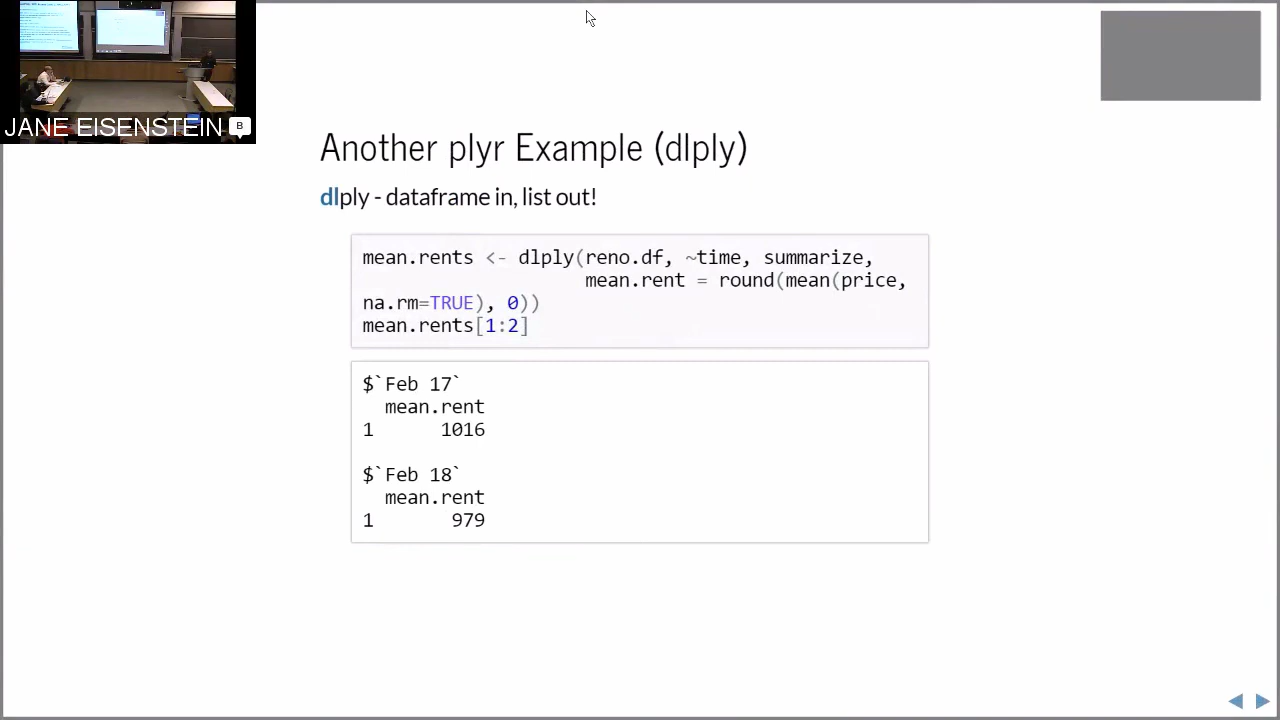 JANE EISENSTEIN B
Another plyr Example (dlply)
dlply - dataframe in, list out!
mean.rents <- dlply(reno.df, ~time, summarize,
mean.rent = round(mean(price,
na.rm=TRUE), 0))
mean.rents[1:2]
$`Feb 17`
mean.rent
1 1016
$`Feb 18`
mean.rent
1 979